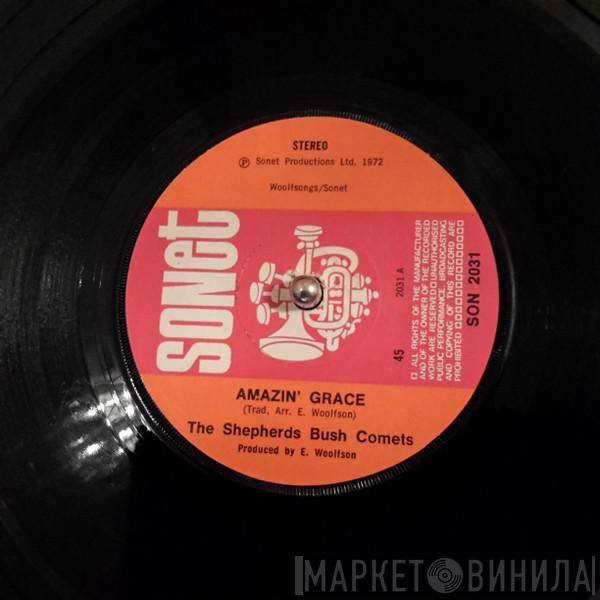 STEREO
℗ Sonet Productions Ltd. 1972
Woolfsongs/Sonet
sonet
45
2031 A
□ ALL RIGHTS OF THE MANUFACTURER
AND OF THE OWNER OF THE RECORDED
WORK ARE RESERVED□UNAUTHORISED
PUBLIC PERFORMANCE, BROADCASTING
AND COPYING OF THIS RECORD ARE
PROHIBITED
SON 2031
AMAZIN' GRACE
(Trad. Arr. E. Woolfson)
The Shepherds Bush Comets
Produced by E. Woolfson
МАРКЕТ ВИНИЛА